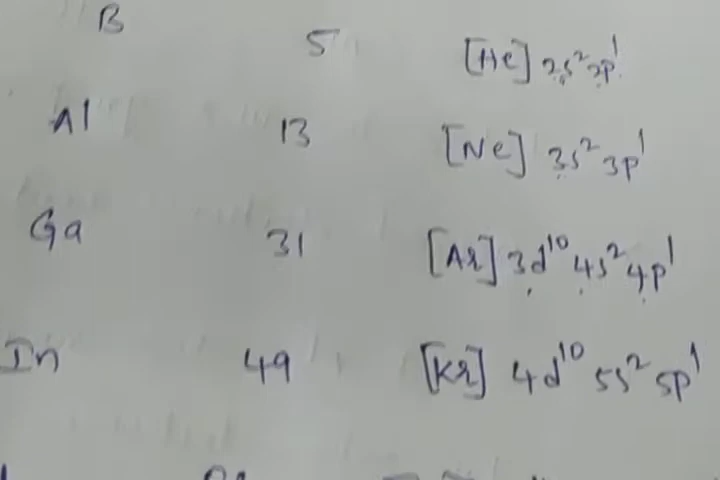 B 5 [He] 2s² 2p¹
Al 13 [Ne] 3s² 3p¹
Ga 31 [Ar] 3d¹⁰ 4s² 4p¹
In 49 [Kr] 4d¹⁰ 5s² 5p¹